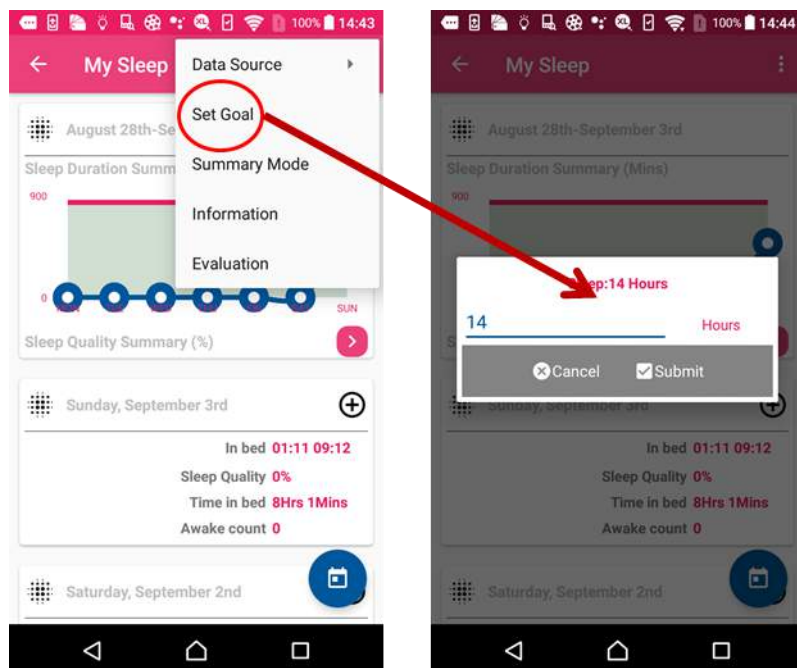 100% 14:43
My Sleep
Data Source
Set Goal
Summary Mode
Information
Evaluation
August 28th-Se
Sleep Duration Summ
900
0
SUN
Sleep Quality Summary (%)
Sunday, September 3rd
In bed 01:11 09:12
Sleep Quality 0%
Time in bed 8Hrs 1Mins
Awake count 0
Saturday, September 2nd
100% 14:44
My Sleep
August 28th-September 3rd
Sleep Duration Summary (Mins)
900
ep:14 Hours
14 Hours
Cancel Submit
Sunday, September 3rd
In bed 01:11 09:12
Sleep Quality 0%
Time in bed 8Hrs 1Mins
Awake count 0
Saturday, September 2nd